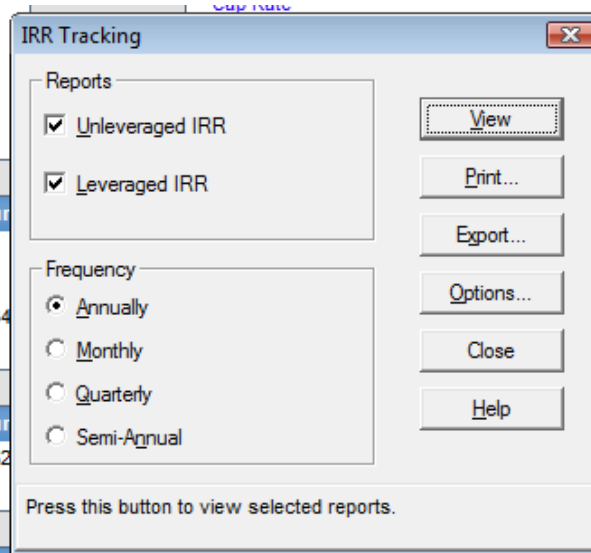 Cap Rate
IRR Tracking
Reports
Unleveraged IRR
Leveraged IRR
View
Print...
Export...
Options...
Close
Help
Frequency
Annually
Monthly
Quarterly
Semi-Annual
Press this button to view selected reports.